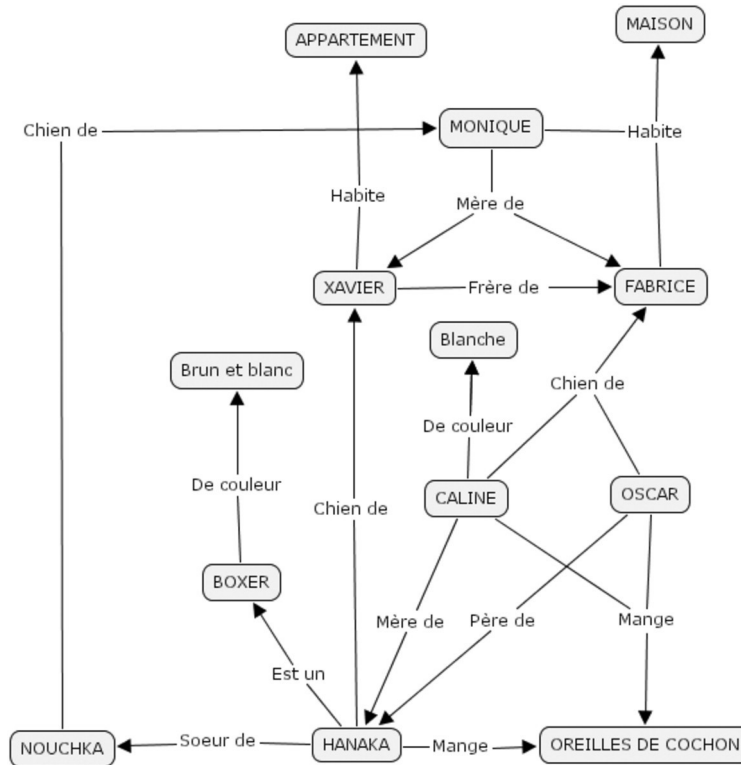 MAISON
APPARTEMENT
Chien de
MONIQUE
Habite
Habite
Mère de
XAVIER
Frère de
FABRICE
Blanche
Brun et blanc
Chien de
De couleur
De couleur
CALINE
OSCAR
Chien de
BOXER
Mère de
Père de
Mange
Est un
NOUCHKA
Soeur de
HANAKA
Mange
OREILLES DE COCHON